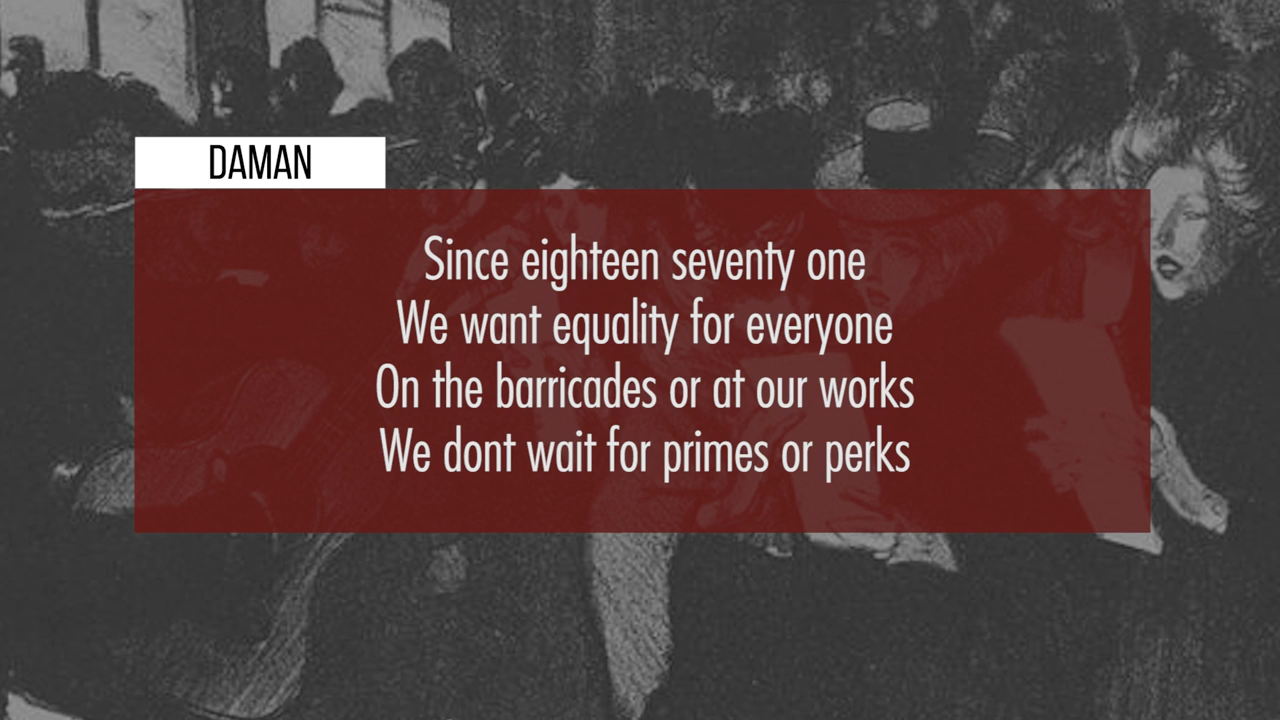 DAMAN
Since eighteen seventy one
We want equality for everyone
On the barricades or at our works
We dont wait for primes or perks